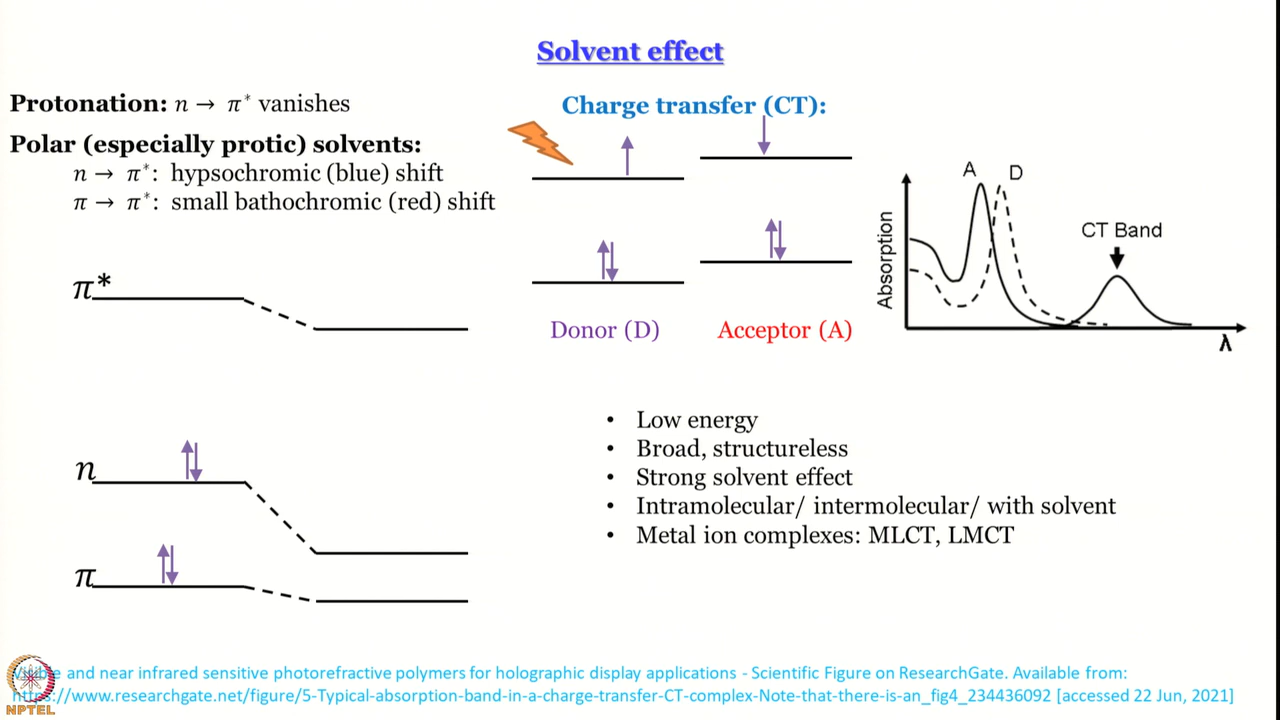 Solvent effect
Protonation: n → π* vanishes
Polar (especially protic) solvents:
n → π*: hypsochromic (blue) shift
π → π*: small bathochromic (red) shift
π*
n
π
Charge transfer (CT):
Donor (D)
Acceptor (A)
A
D
CT Band
Absorption
λ
• Low energy
• Broad, structureless
• Strong solvent effect
• Intramolecular/ intermolecular/ with solvent
• Metal ion complexes: MLCT, LMCT
and near infrared sensitive photorefractive polymers for holographic display applications - Scientific Figure on ResearchGate. Available from:
//www.researchgate.net/figure/5-Typical-absorption-band-in-a-charge-transfer-CT-complex-Note-that-there-is-an_fig4_234436092 [accessed 22 Jun, 2021]
NPTEL